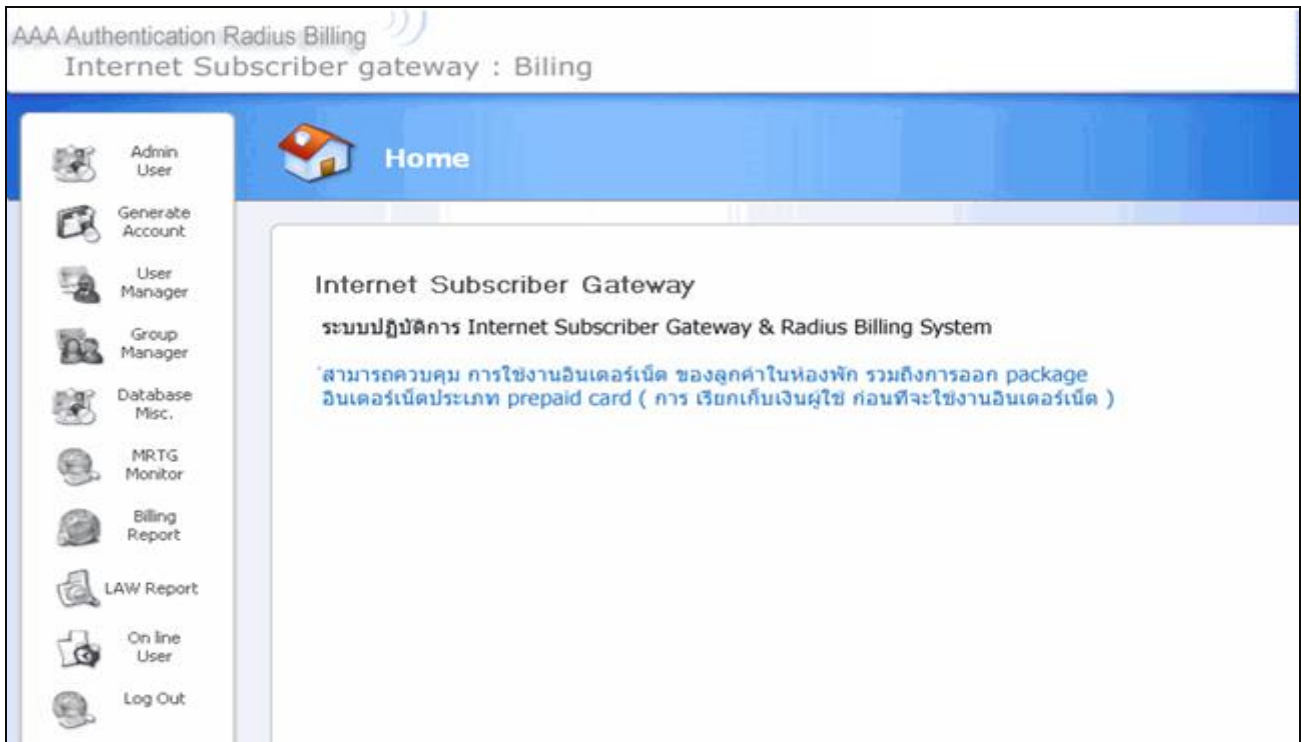 AAA Authentication Radius Billing
Internet Subscriber gateway : Biling
Admin
User
Generate
Account
User
Manager
Group
Manager
Database
Misc.
MRTG
Monitor
Billing
Report
LAW Report
On line
User
Log Out
Home
Internet Subscriber Gateway
ระบบปฏิบัติการ Internet Subscriber Gateway & Radius Billing System
สามารถควบคุม การใช้งานอินเตอร์เน็ต ของลูกค้าในห้องพัก รวมถึงการออก package
อินเตอร์เน็ตประเภท prepaid card ( การ เรียกเก็บเงินผู้ใช้ ก่อนที่จะใช้งานอินเตอร์เน็ต )